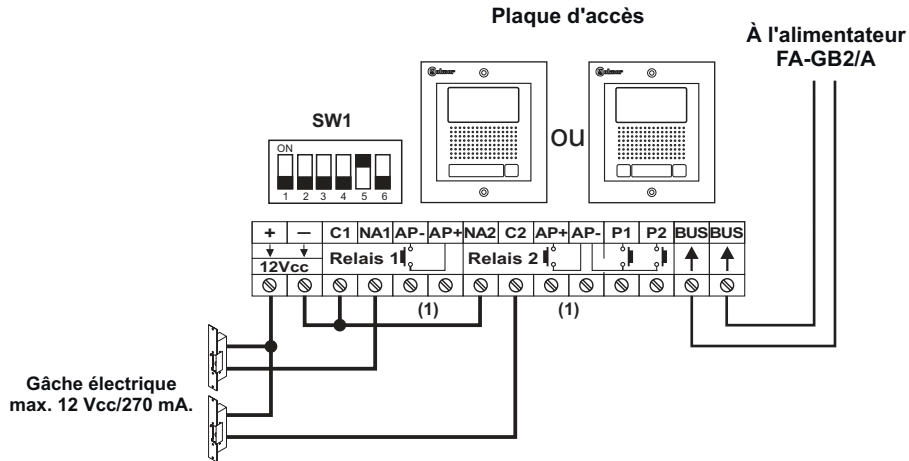 Plaque d'accès
À l'alimentateur
FA-GB2/A
SW1
ON
1 2 3 4 5 6
Golmar
ou
Golmar
+ — C1 NA1 AP- AP+ NA2 C2 AP+ AP- P1 P2 BUS BUS
12Vcc
Relais 1
Relais 2
(1)
(1)
Gâche électrique
max. 12 Vcc/270 mA.